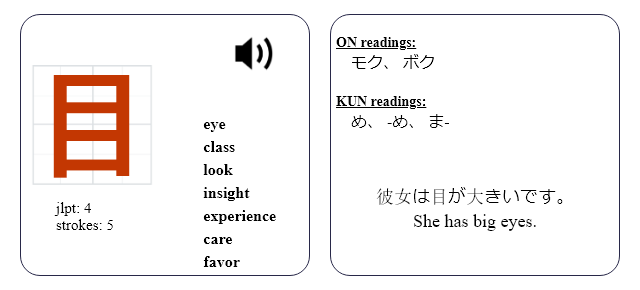 目
jlpt: 4
strokes: 5
eye
class
look
insight
experience
care
favor
ON readings:
モク、 ボク
KUN readings:
め、 -め、 ま-
彼女は目が大きいです。
She has big eyes.